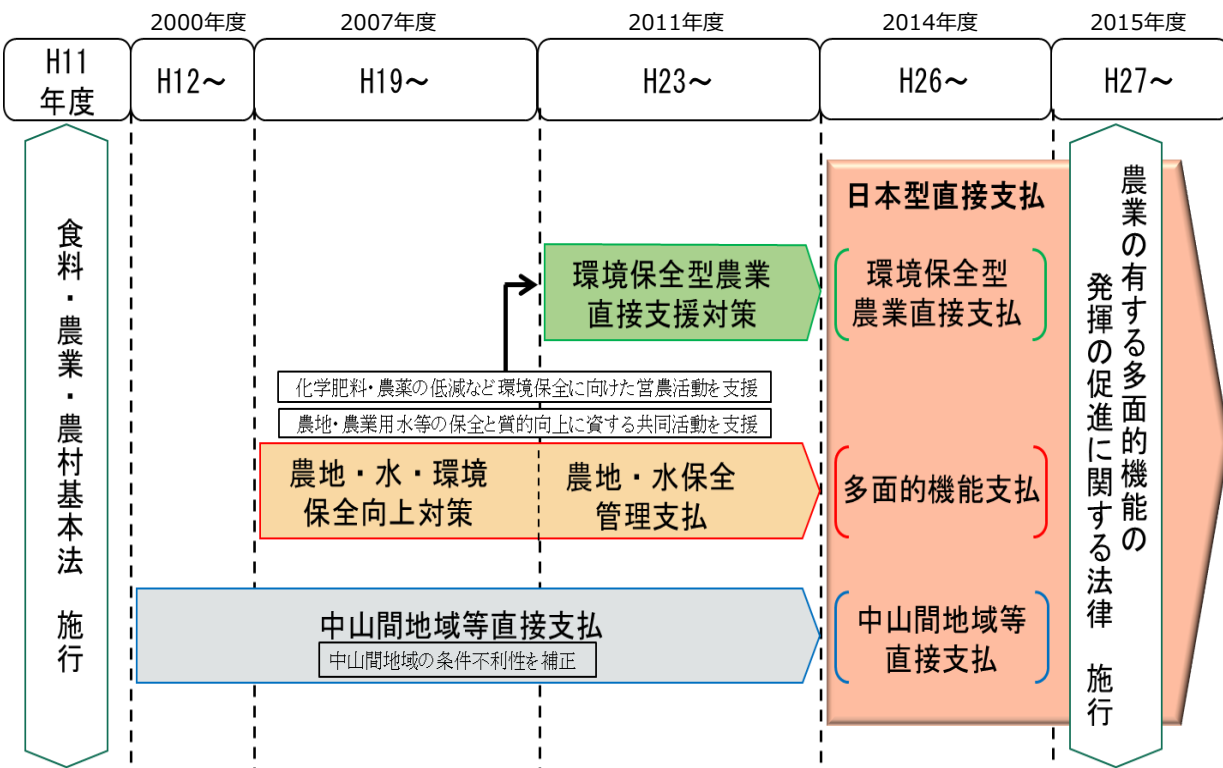 2000年度
2007年度
2011年度
2014年度
2015年度
H11
年度
H12～
H19～
H23～
H26～
H27～
食料・農業・農村基本法　施行
日本型直接支払
環境保全型農業
直接支援対策
環境保全型
農業直接支払
化学肥料・農薬の低減など環境保全に向けた営農活動を支援
農地・農業用水等の保全と質的向上に資する共同活動を支援
農地・水・環境
保全向上対策
農地・水保全
管理支払
多面的機能支払
中山間地域等直接支払
中山間地域の条件不利性を補正
中山間地域等
直接支払
農業の有する多面的機能の
発揮の促進に関する法律　施行